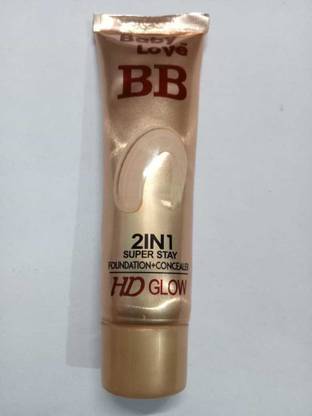 Baby
Love
BB
2IN1
SUPER STAY
FOUNDATION+CONCEALER
HD GLOW